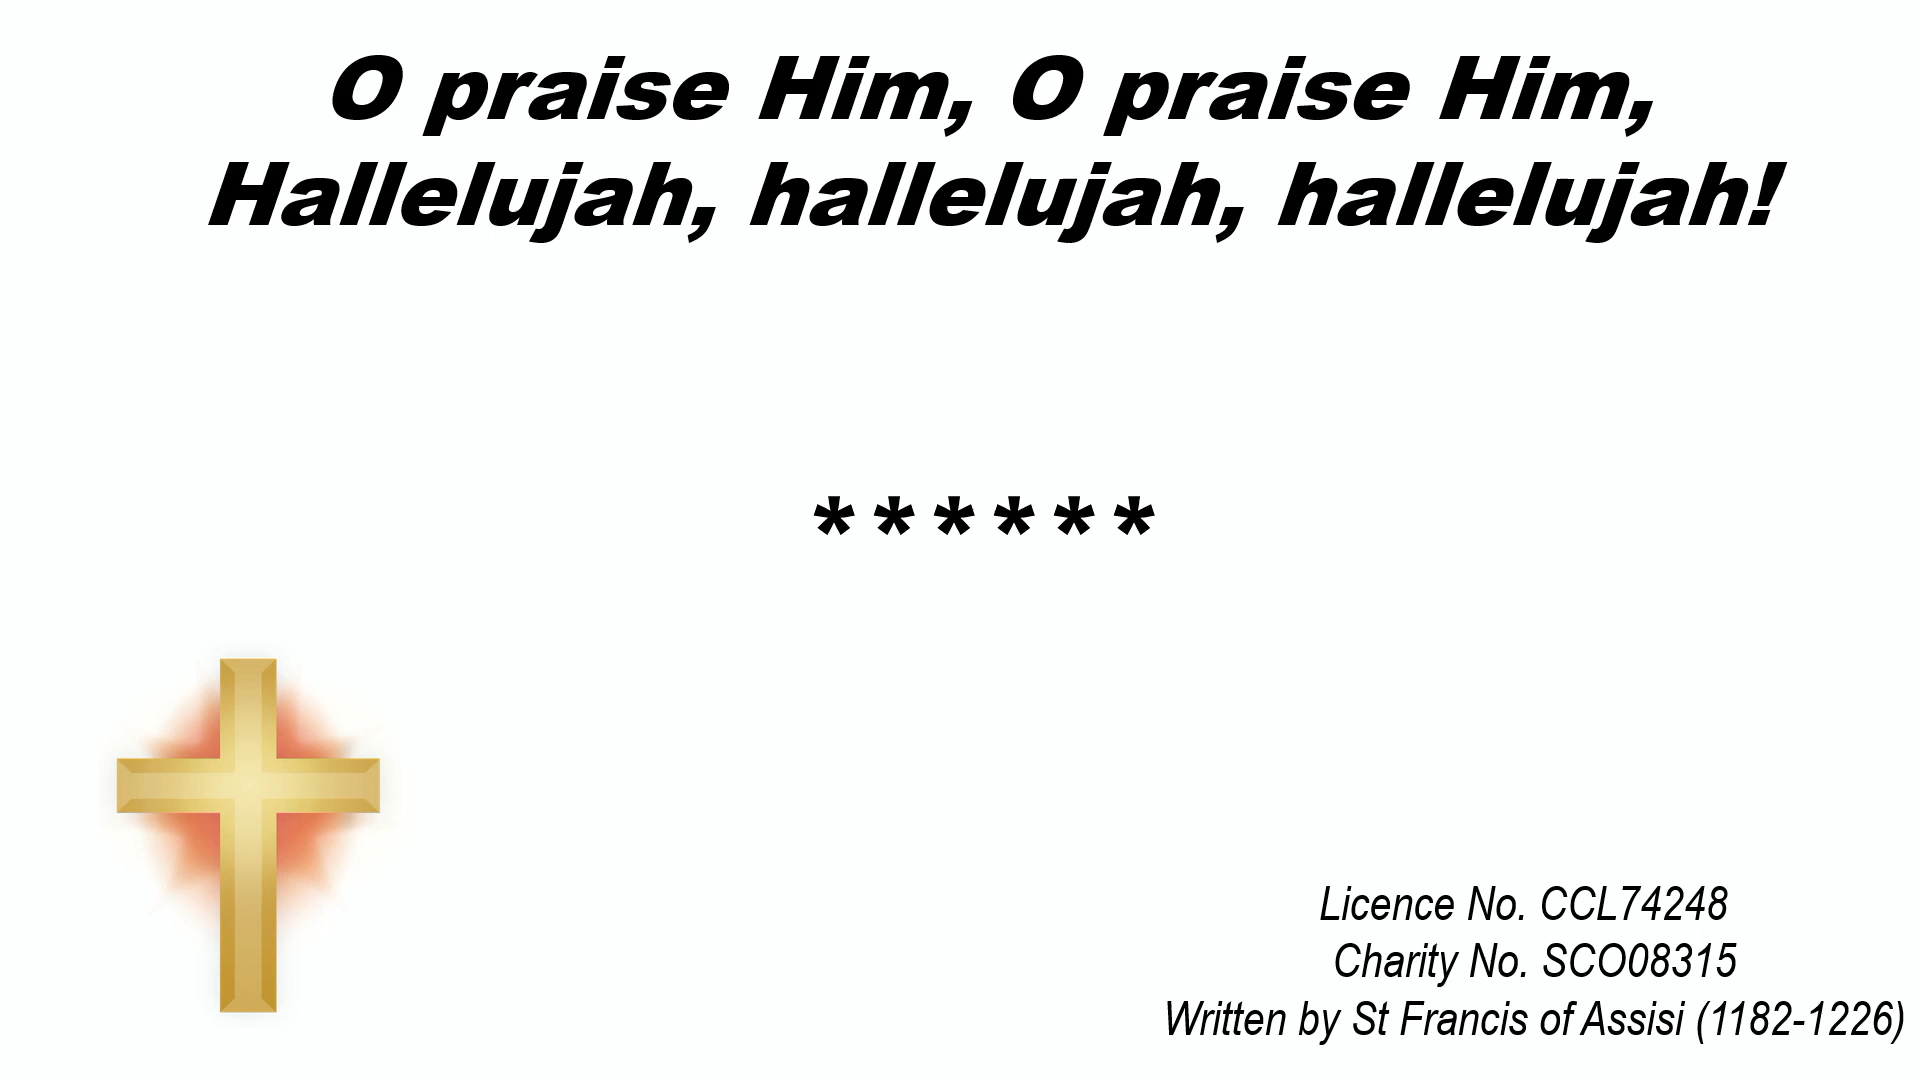 O praise Him, O praise Him,
Hallelujah, hallelujah, hallelujah!
******
Licence No. CCL74248
Charity No. SCO08315
Written by St Francis of Assisi (1182-1226)